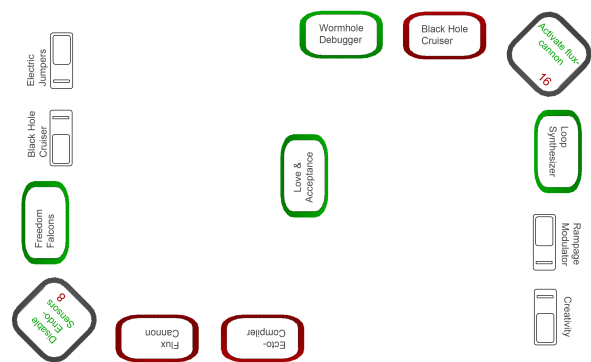 Wormhole
Debugger
Black Hole
Cruiser
Activate flux-
cannon
16
Electric
Jumpers
Black Hole
Cruiser
Loop
Synthesizer
Love &
Acceptance
Freedom
Falcons
Rampage
Modulator
Disable
Endo-
Sensors
8
Flux
Cannon
Ecto-
Compiler
Creativity